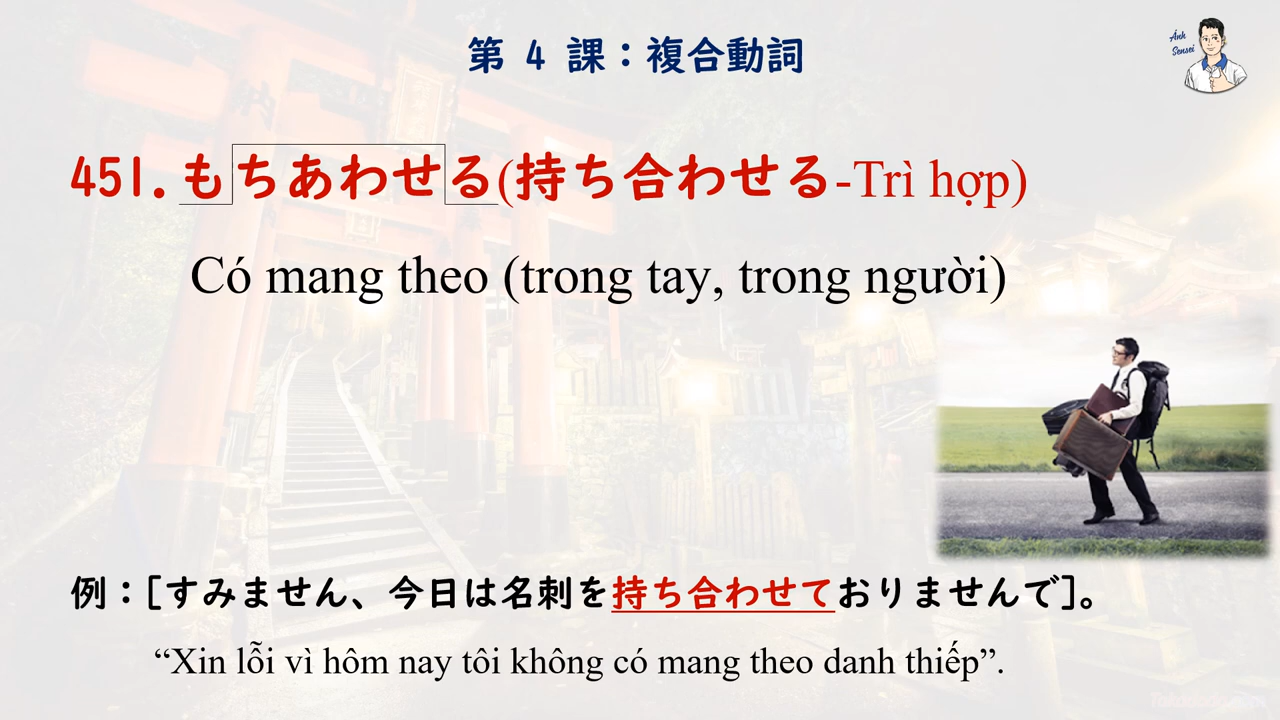 第 4 課：複合動詞
Ánh
Sensei
451.もちあわせる(持ち合わせる-Trì hợp)
Có mang theo (trong tay, trong người)
例：[すみません、今日は名刺を持ち合わせておりませんで]。
“Xin lỗi vì hôm nay tôi không có mang theo danh thiếp”.